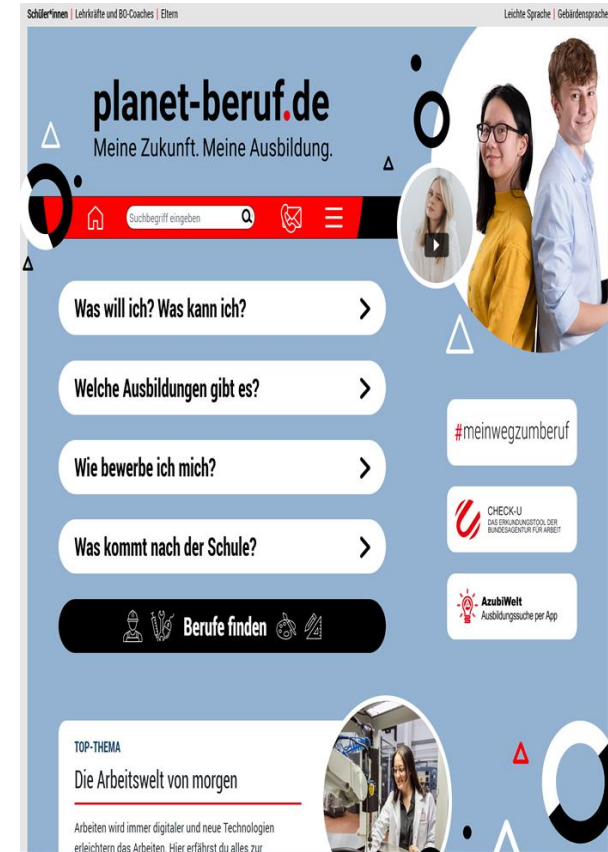 Schüler*innen | Lehrkräfte und BO-Coaches | Eltern
Leichte Sprache | Gebärdensprache
planet-beruf.de
Meine Zukunft. Meine Ausbildung.
Suchbegriff eingeben
Was will ich? Was kann ich?
Welche Ausbildungen gibt es?
Wie bewerbe ich mich?
Was kommt nach der Schule?
Berufe finden
#meinwegzumberuf
CHECK-U
DAS ERKUNDUNGSTOOL DER
BUNDESAGENTUR FÜR ARBEIT
AzubiWelt
Ausbildungssuche per App
TOP-THEMA
Die Arbeitswelt von morgen
Arbeiten wird immer digitaler und neue Technologien
erleichtern das Arbeiten. Hier erfährst du alles zur